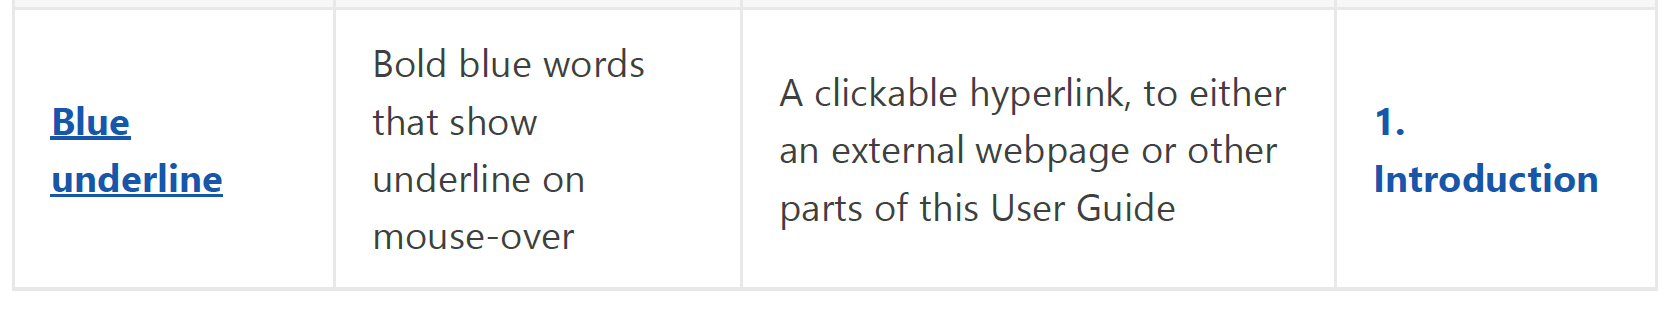 Blue
underline
Bold blue words
that show
underline on
mouse-over
A clickable hyperlink, to either
an external webpage or other
parts of this User Guide
1.
Introduction